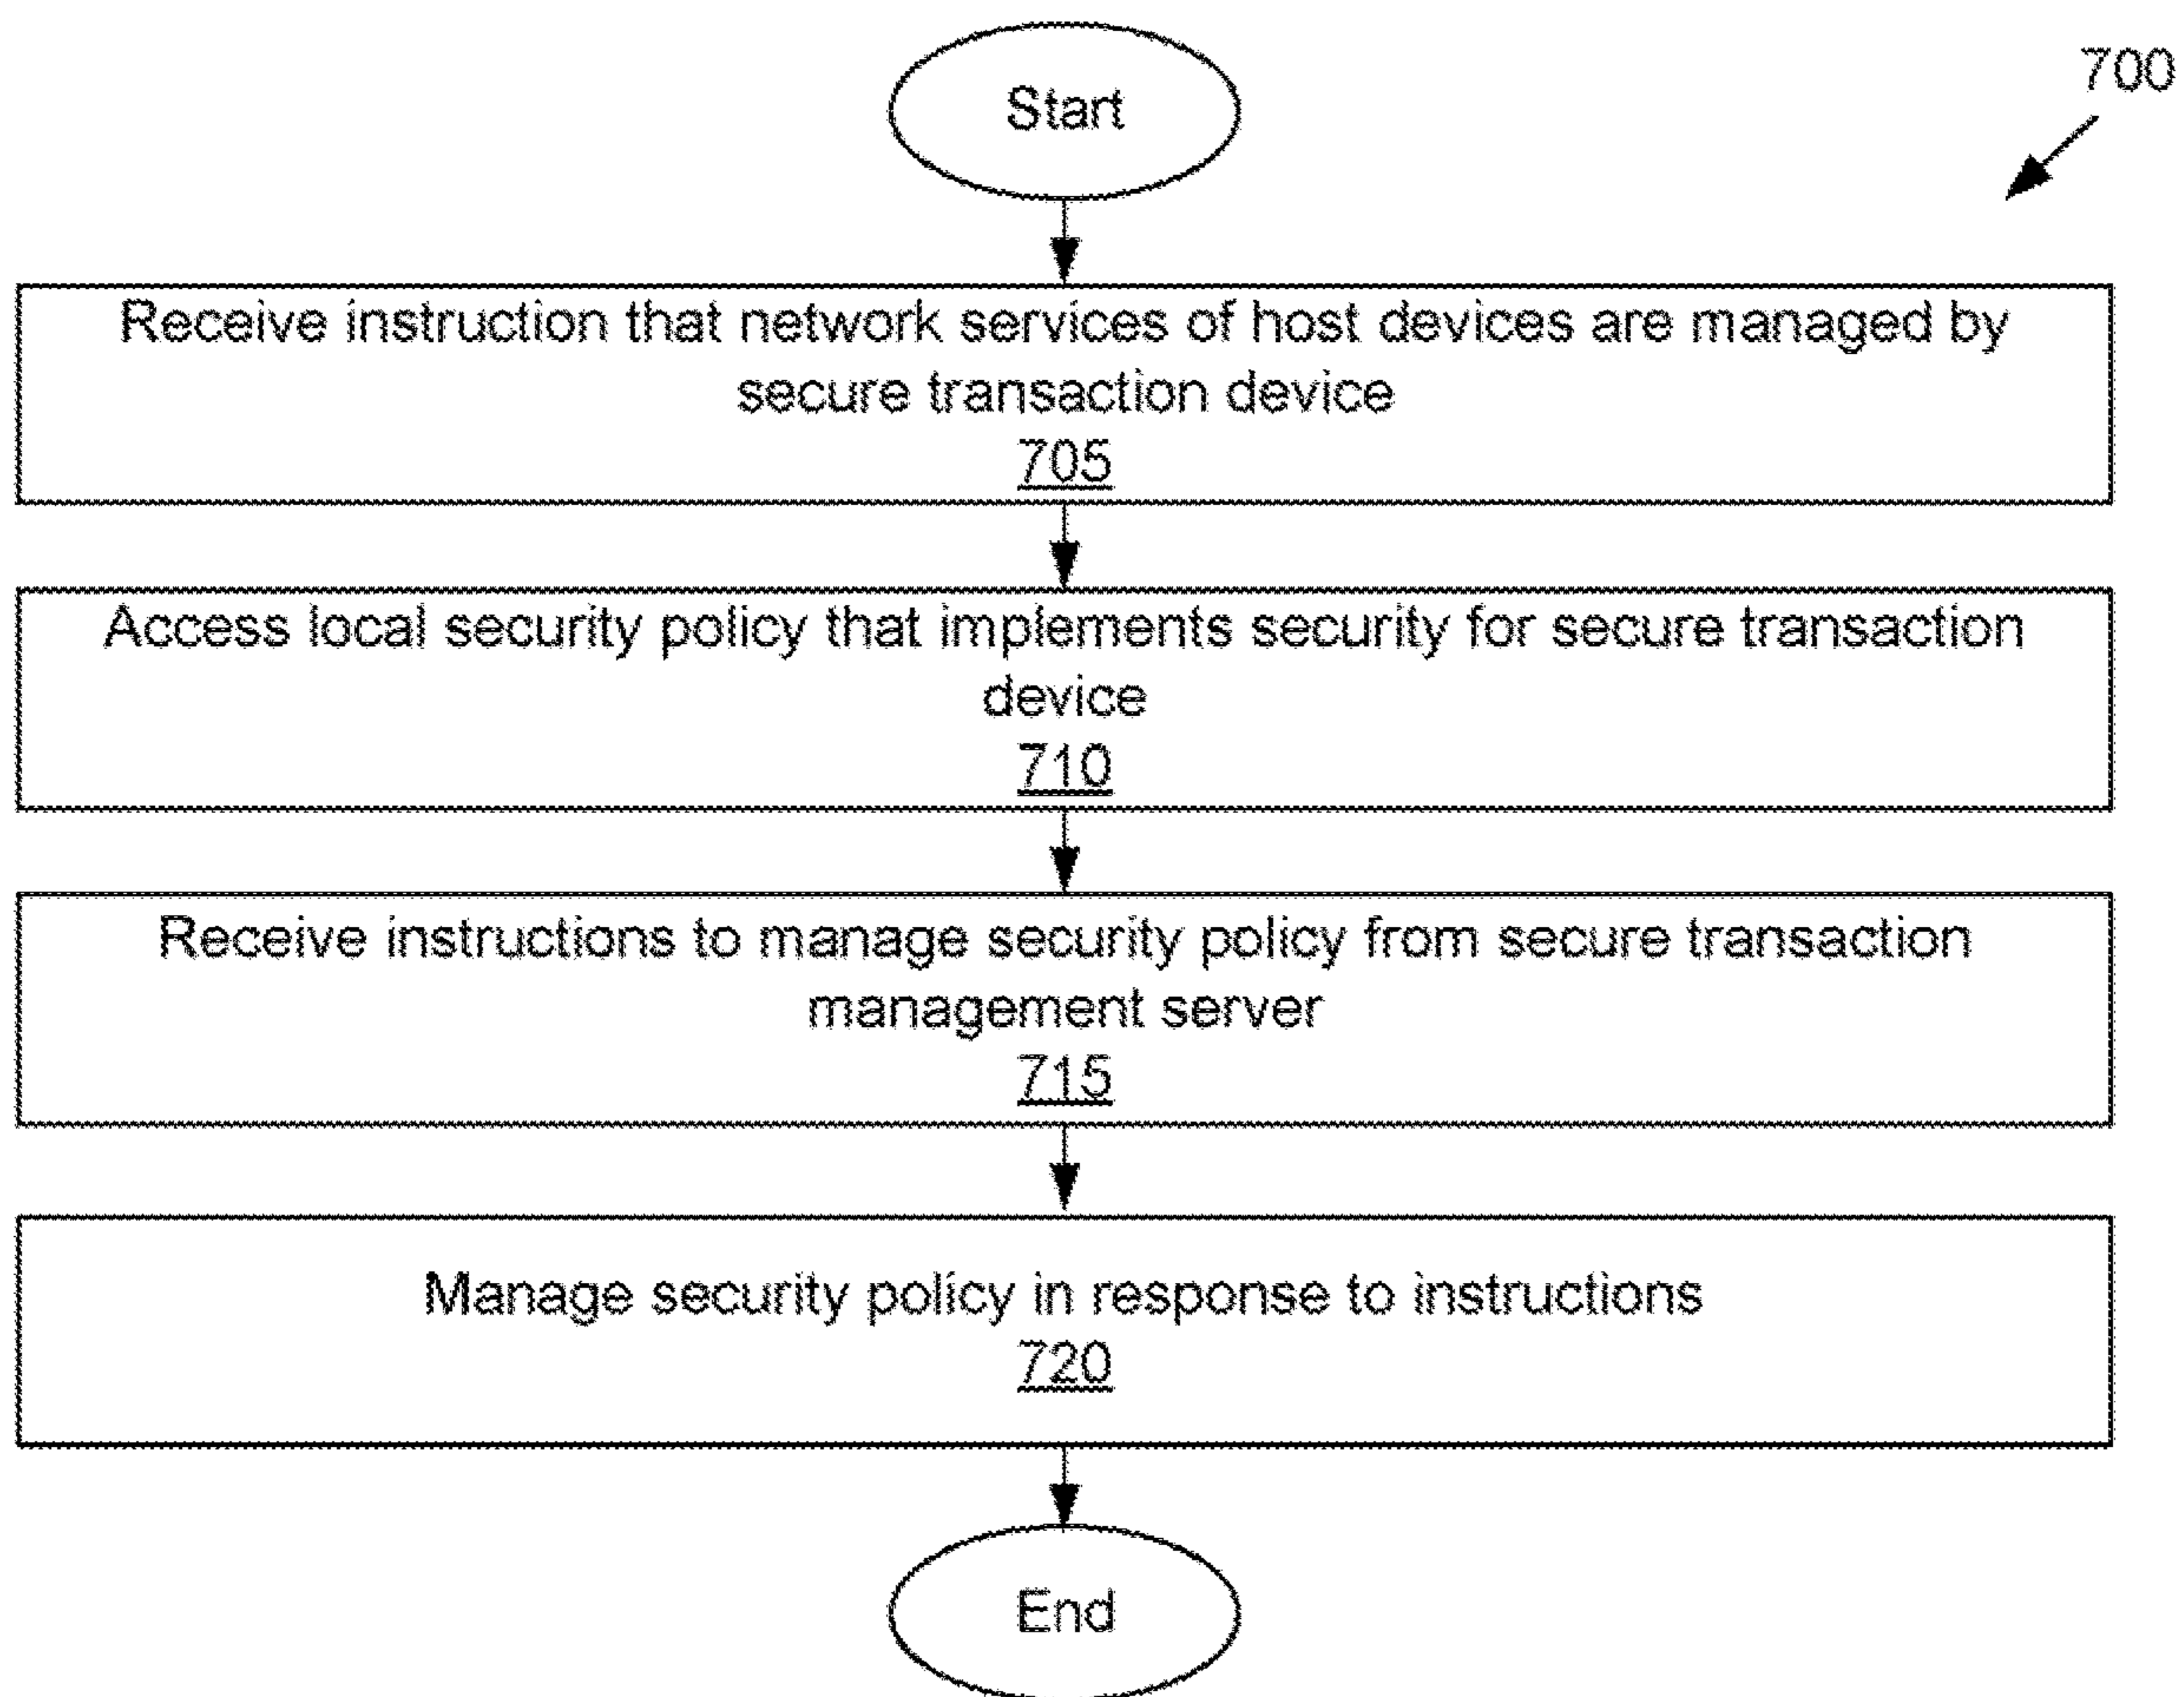 Start
700
Receive instruction that network services of host devices are managed by
secure transaction device
705
Access local security policy that implements security for secure transaction
device
710
Receive instructions to manage security policy from secure transaction
management server
715
Manage security policy in response to instructions
720
End